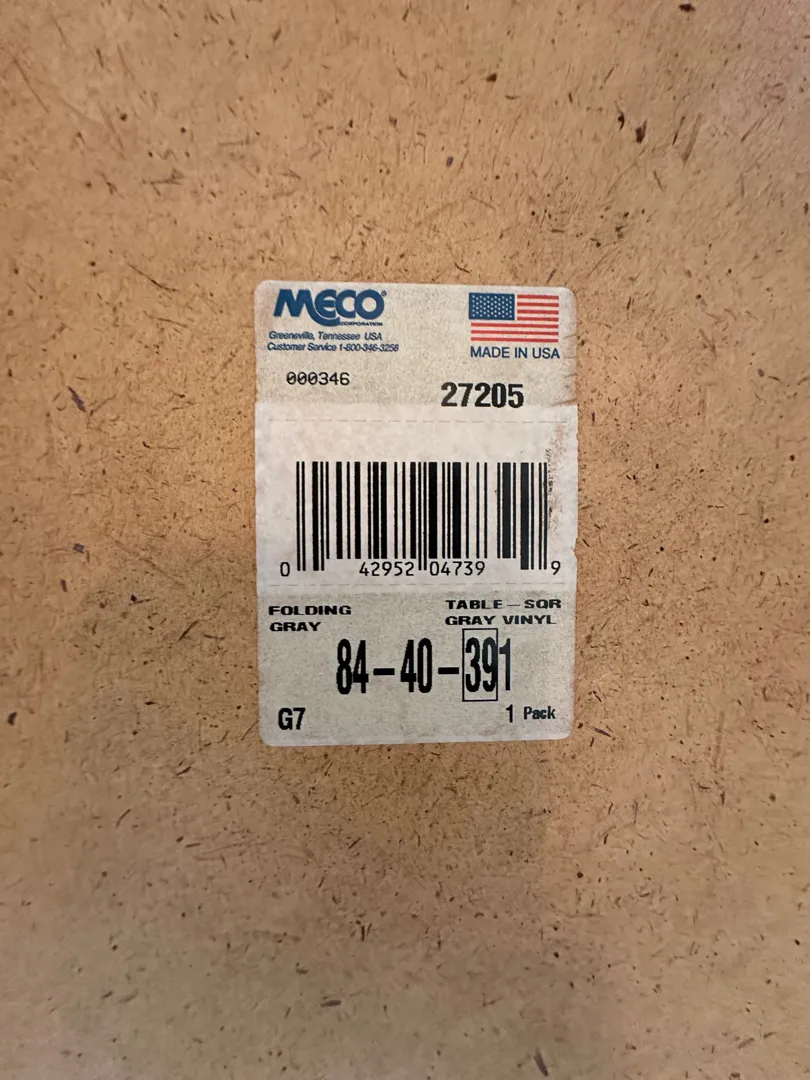 MECO®
CORPORATION
Greeneville, Tennessee USA
Customer Service 1-800-346-3256
MADE IN USA
000346
27205
0 42952 04739 9
FOLDING TABLE-SQR
GRAY GRAY VINYL
84-40-391
G7 1 Pack